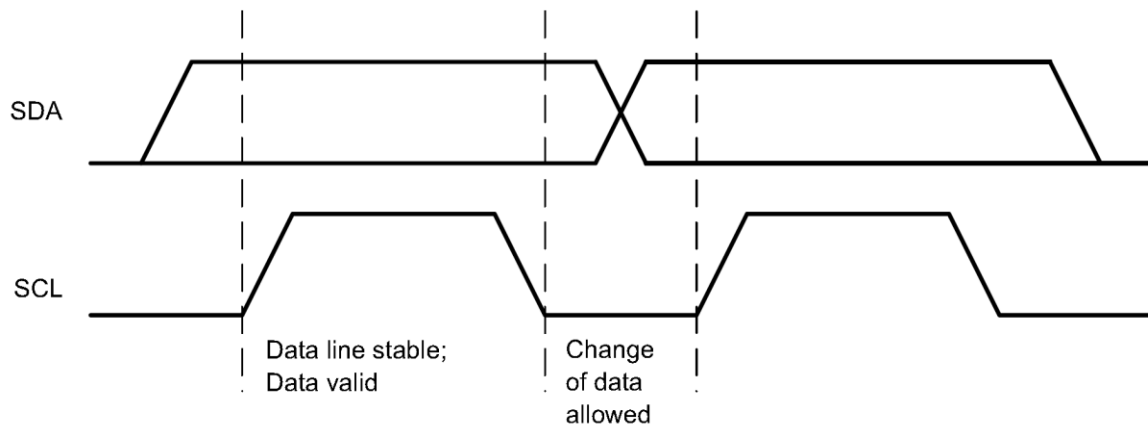 SDA
SCL
Data line stable;
Data valid
Change
of data
allowed